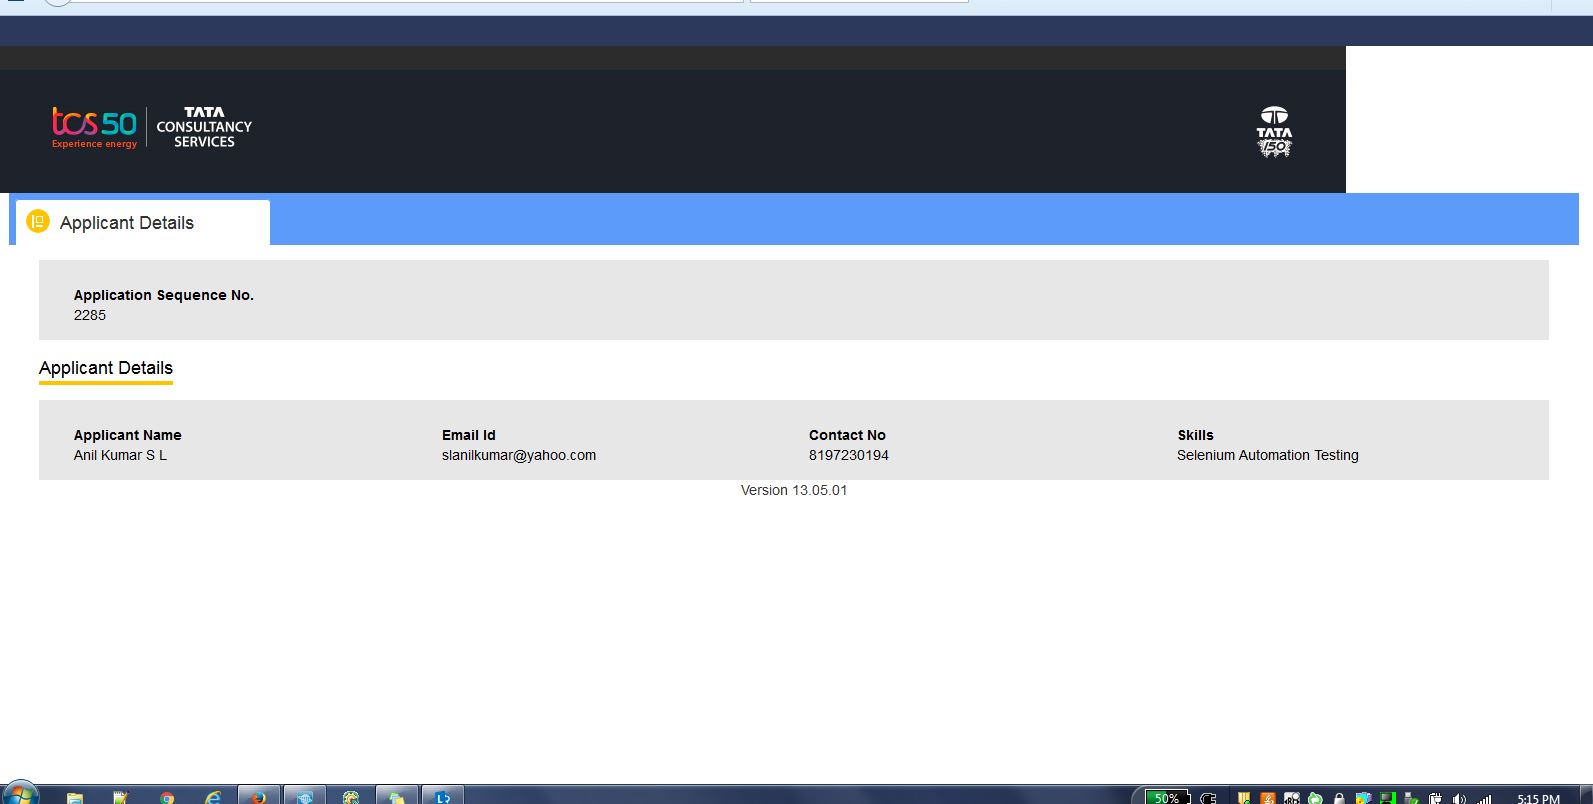 tcs 50
Experience energy
TATA
CONSULTANCY
SERVICES
TATA
150
Applicant Details
Application Sequence No.
2285
Applicant Details
Applicant Name Email Id Contact No Skills
Anil Kumar S L slanilkumar@yahoo.com 8197230194 Selenium Automation Testing
Version 13.05.01
50% 5:15 PM